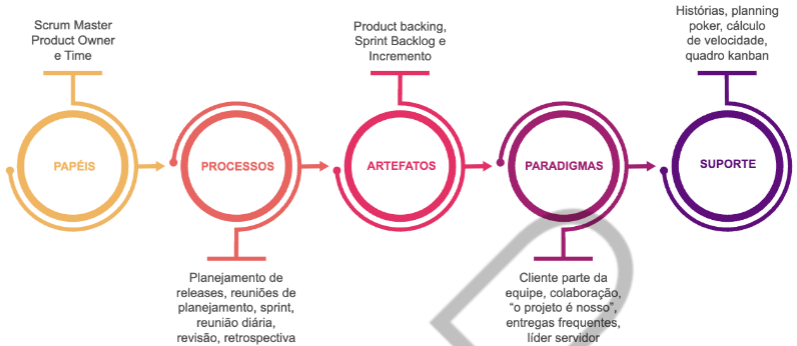 Scrum Master
Product Owner
e Time
PAPÉIS
PROCESSOS
Planejamento de
releases, reuniões de
planejamento, sprint,
reunião diária,
revisão, retrospectiva
Product backing,
Sprint Backlog e
Incremento
ARTEFATOS
PARADIGMAS
Cliente parte da
equipe, colaboração,
“o projeto é nosso”,
entregas frequentes,
líder servidor
Histórias, planning
poker, cálculo
de velocidade,
quadro kanban
SUPORTE